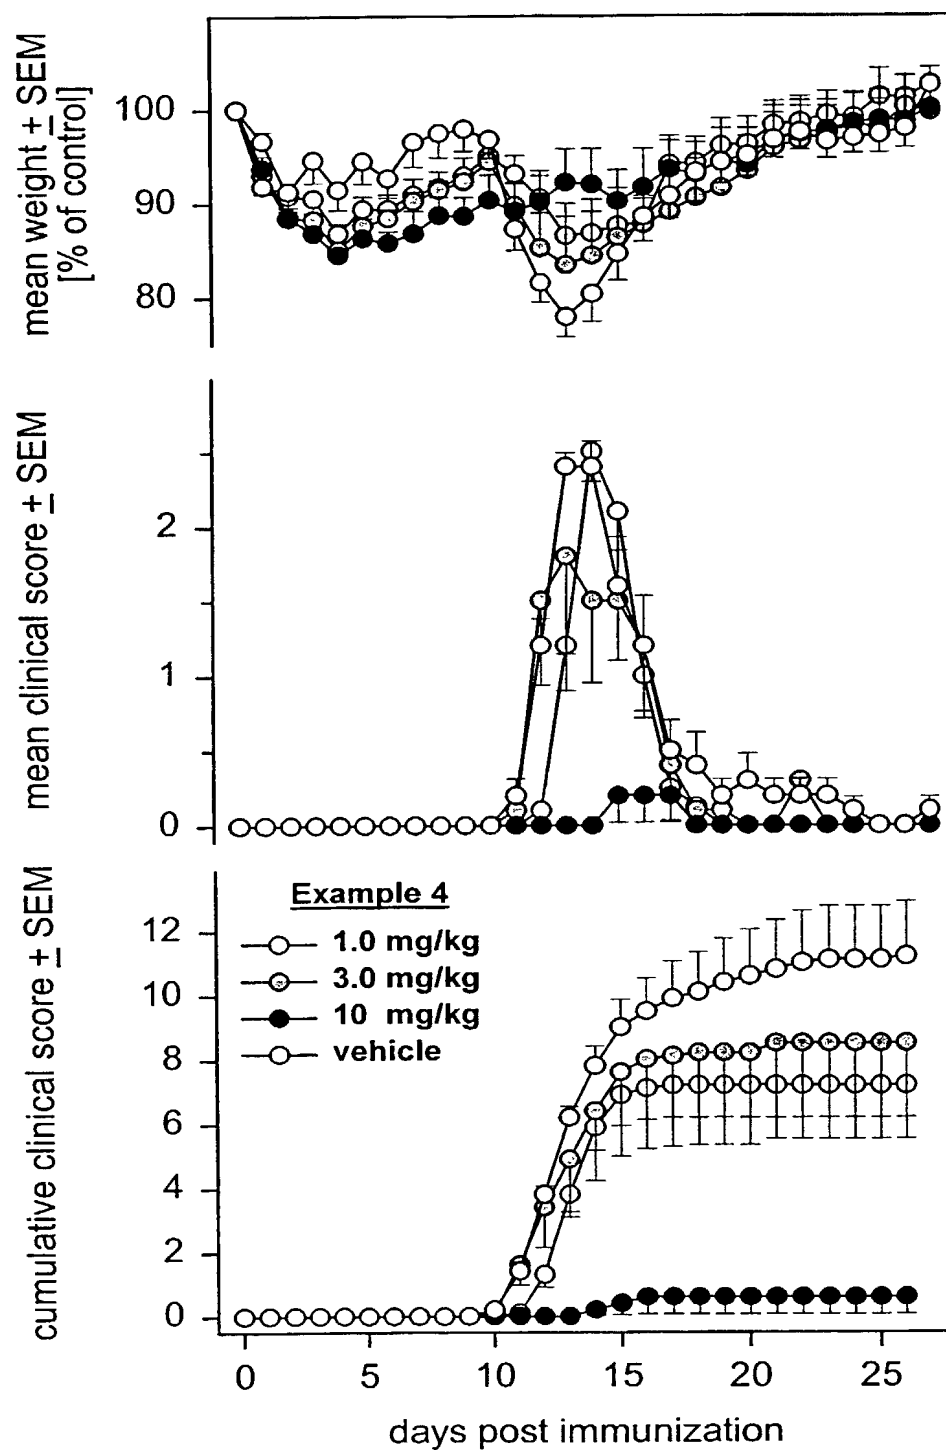 mean weight ± SEM
[% of control]
100
90
80
mean clinical score ± SEM
2
1
0
cumulative clinical score ± SEM
12
10
8
6
4
2
0
Example 4
1.0 mg/kg
3.0 mg/kg
10 mg/kg
vehicle
0 5 10 15 20 25
days post immunization